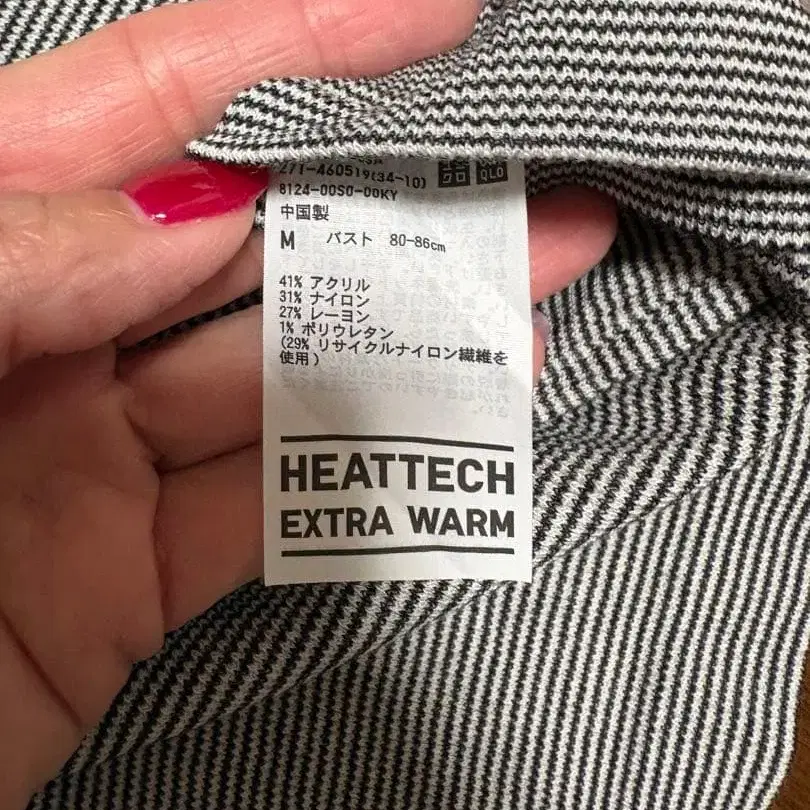 271-460519(34-10)
8124-00S0-00KY
中国製
M バスト 80-86cm
41% アクリル
31% ナイロン
27% レーヨン
1% ポリウレタン
(29% リサイクルナイロン繊維を
使用)
HEATTECH
EXTRA WARM